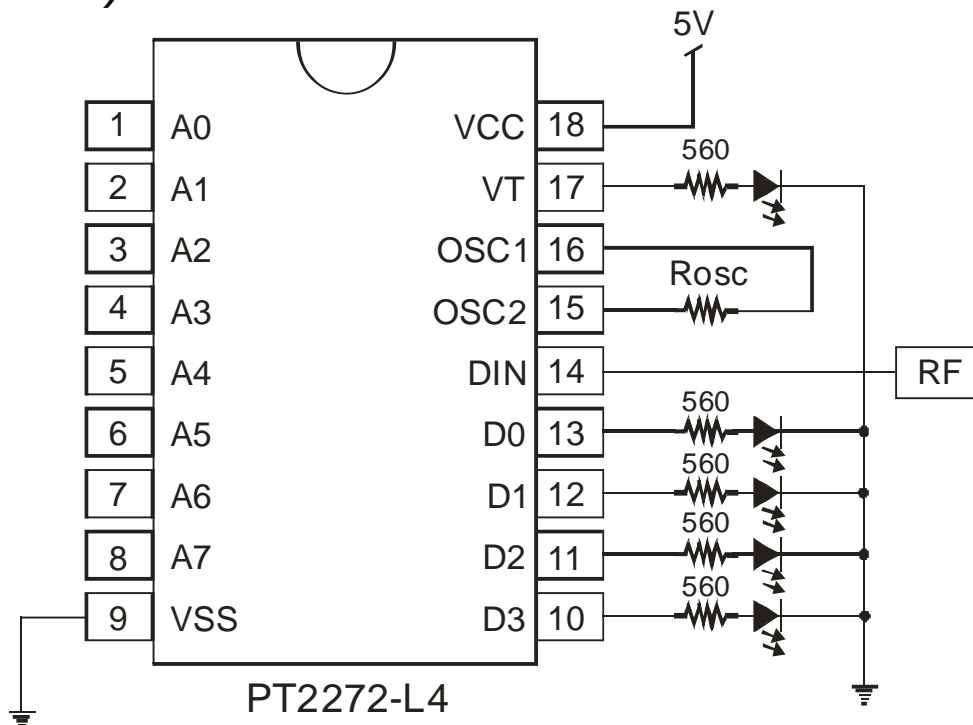 )
5V
1 A0 VCC 18
560
2 A1 VT 17
3 A2 OSC1 16
Rosc
4 A3 OSC2 15
5 A4 DIN 14 RF
560
6 A5 D0 13
560
7 A6 D1 12
560
8 A7 D2 11
560
9 VSS D3 10
PT2272-L4